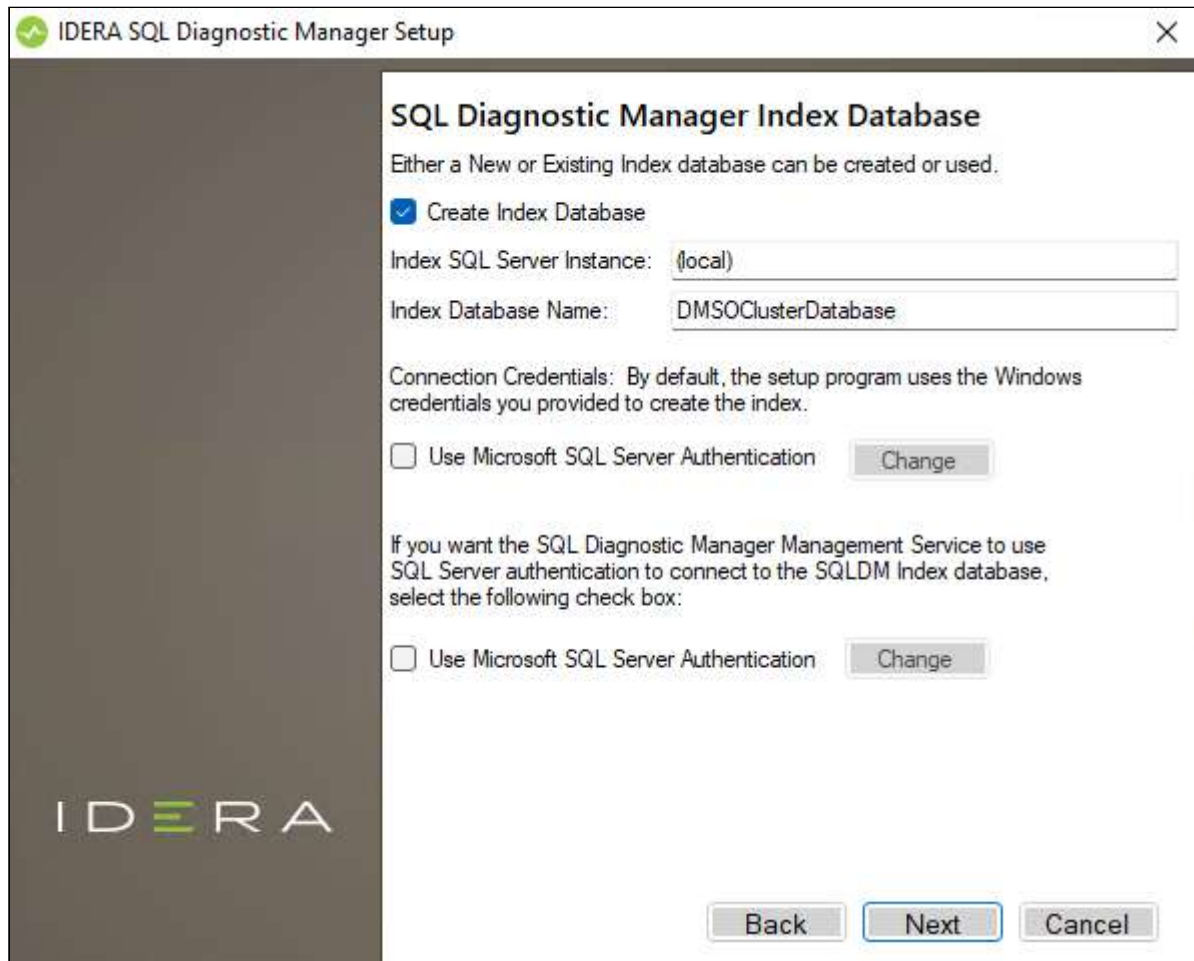 IDERA SQL Diagnostic Manager Setup
SQL Diagnostic Manager Index Database
Either a New or Existing Index database can be created or used.
Create Index Database
Index SQL Server Instance: (local)
Index Database Name: DMSOClusterDatabase
Connection Credentials: By default, the setup program uses the Windows
credentials you provided to create the index.
Use Microsoft SQL Server Authentication Change
If you want the SQL Diagnostic Manager Management Service to use
SQL Server authentication to connect to the SQLDM Index database,
select the following check box:
Use Microsoft SQL Server Authentication Change
IDERA
Back Next Cancel